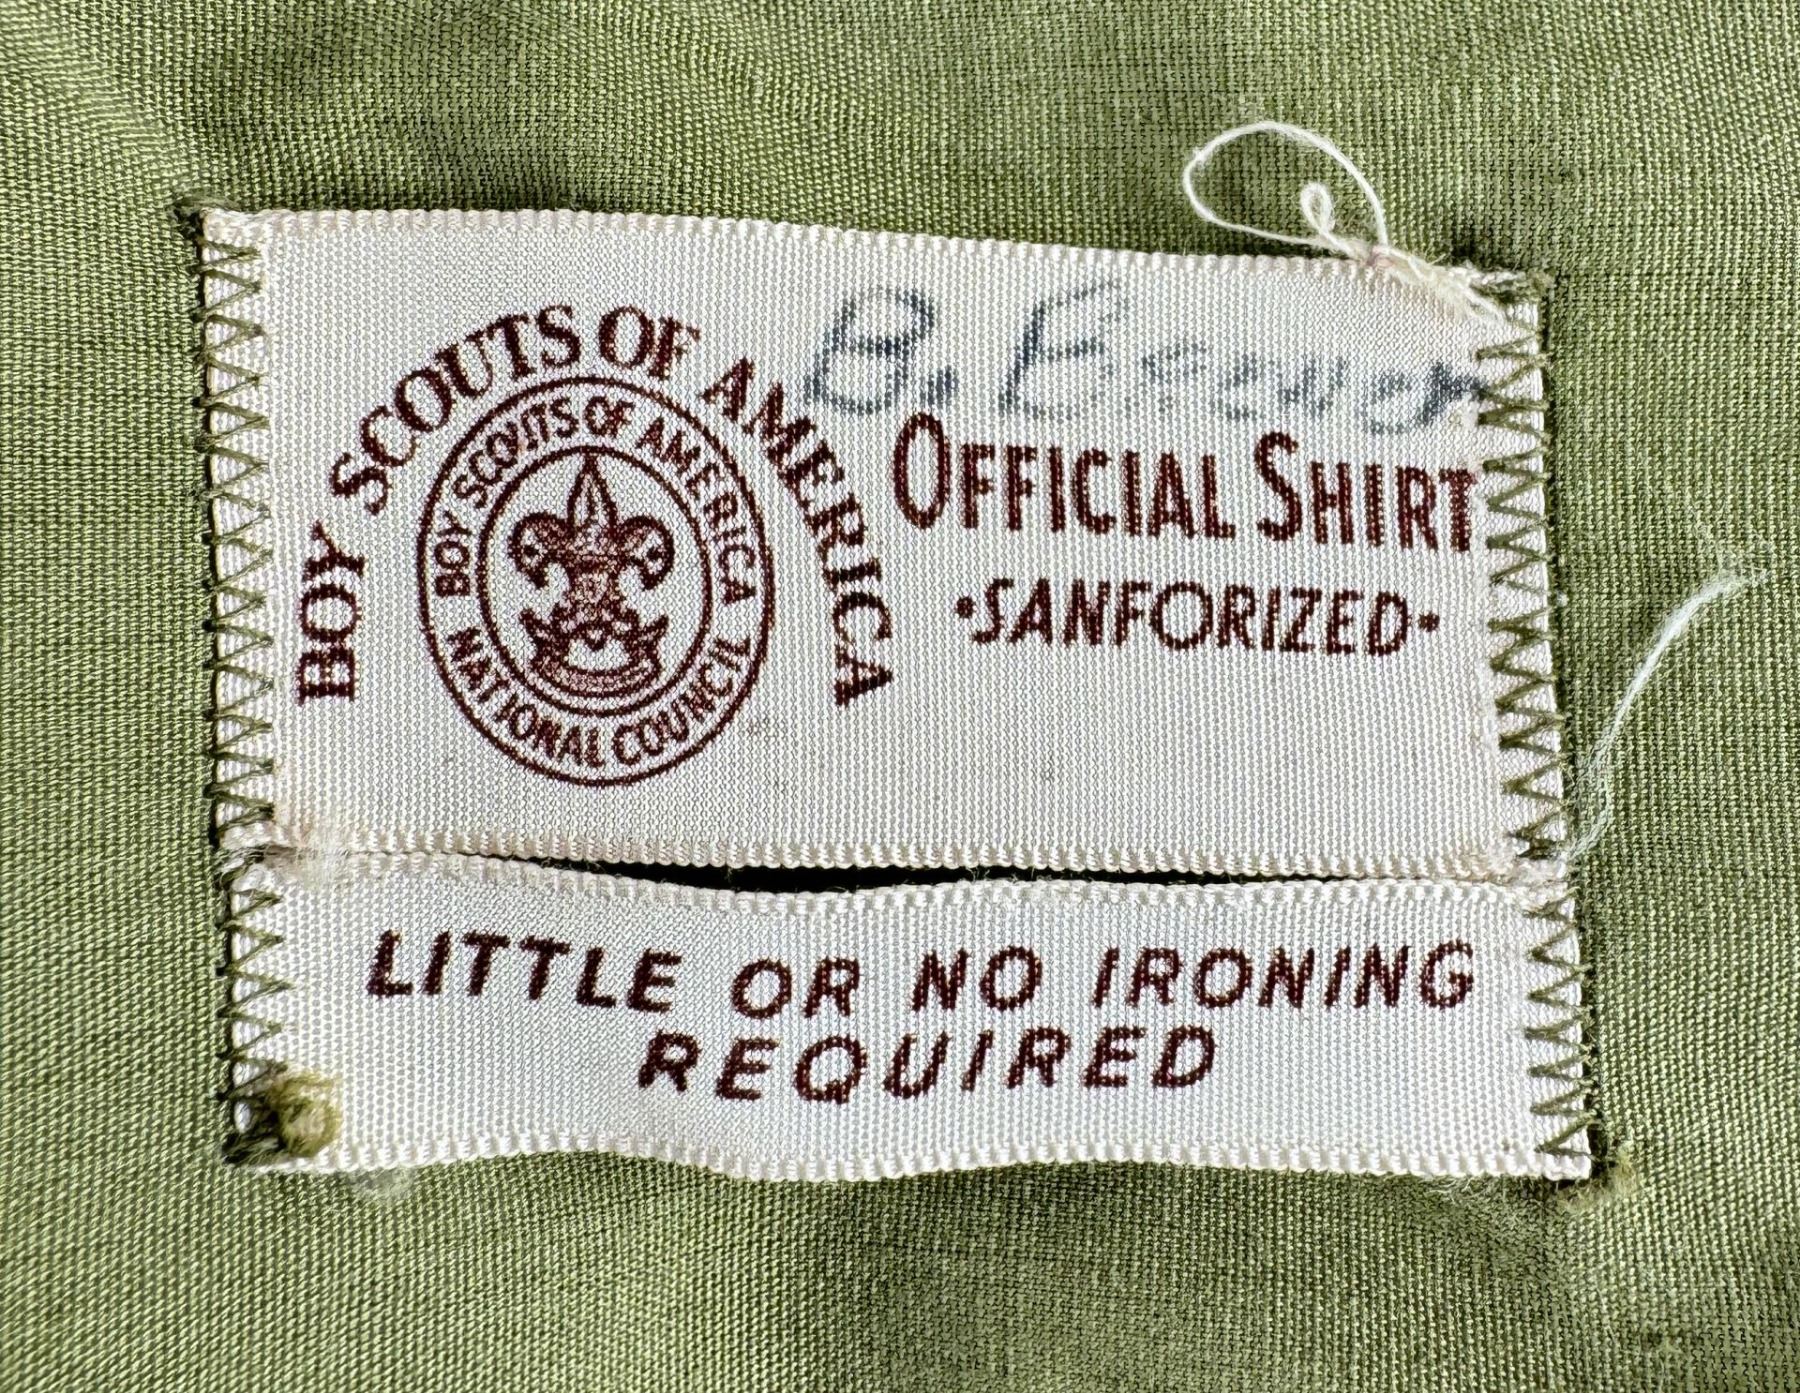 BOY SCOUTS OF AMERICA
BOY SCOUTS OF AMERICA
NATIONAL COUNCIL
B.
OFFICIAL SHIRT
•SANFORIZED•
LITTLE OR NO IRONING
REQUIRED